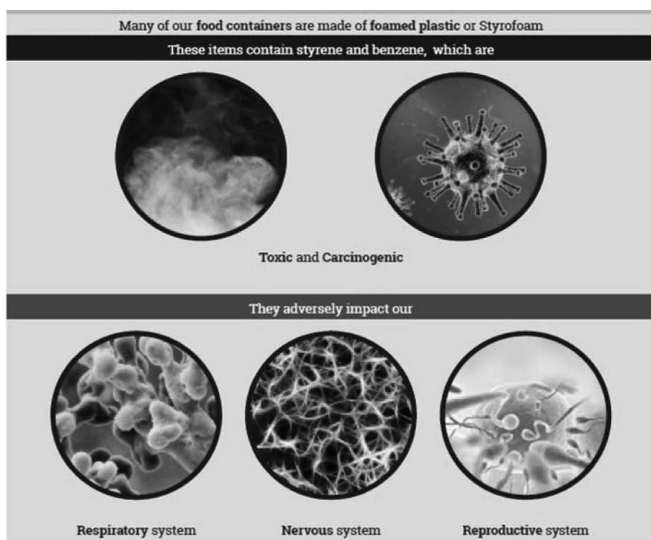 Many of our food containers are made of foamed plastic or Styrofoam
These items contain styrene and benzene, which are
Toxic and Carcinogenic
They adversely impact our
Respiratory system
Nervous system
Reproductive system